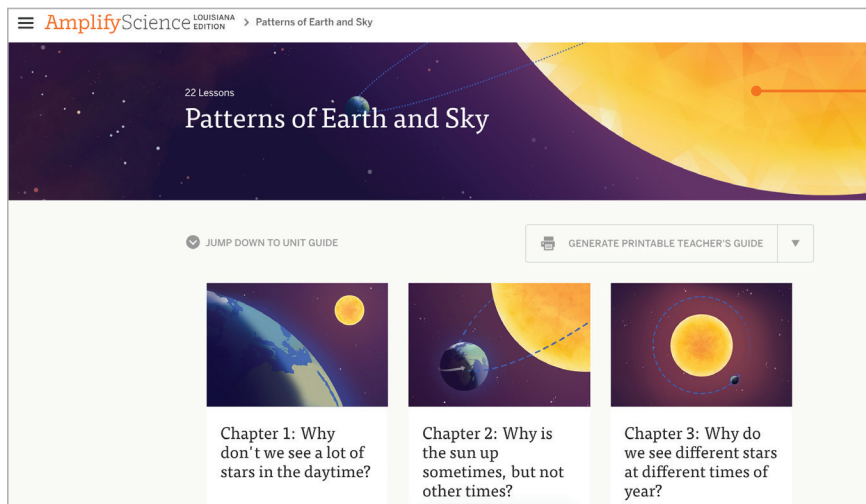 AmplifyScience LOUISIANA EDITION > Patterns of Earth and Sky
22 Lessons
Patterns of Earth and Sky
JUMP DOWN TO UNIT GUIDE
GENERATE PRINTABLE TEACHER'S GUIDE
Chapter 1: Why
don't we see a lot of
stars in the daytime?
Chapter 2: Why is
the sun up
sometimes, but not
other times?
Chapter 3: Why do
we see different stars
at different times of
year?